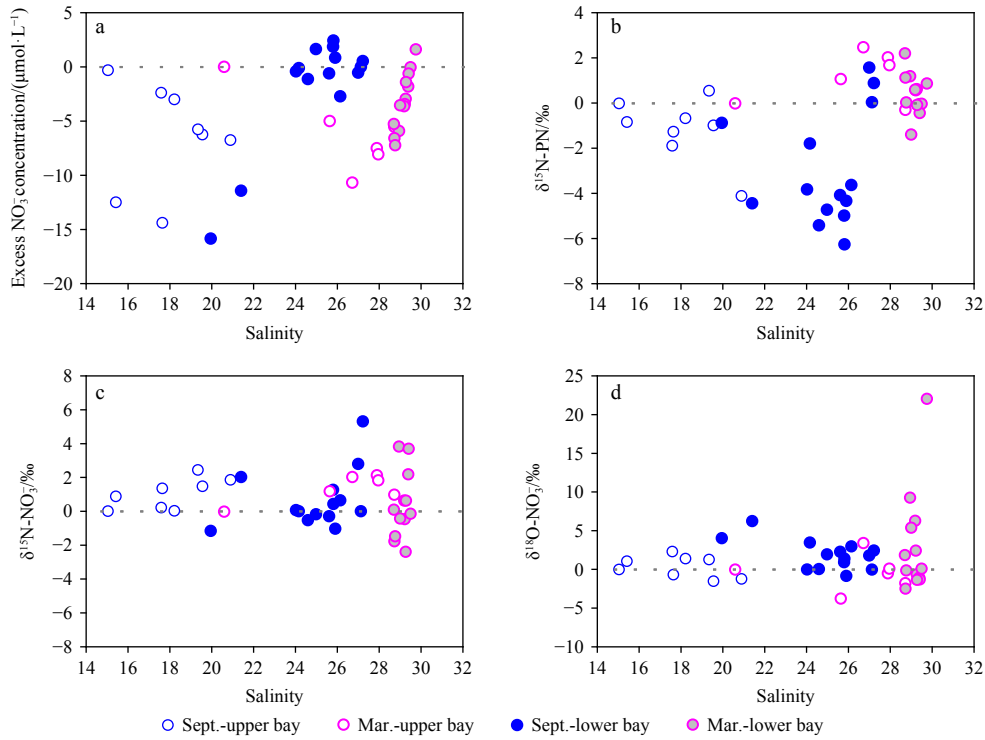 a
Excess NO₃⁻ concentration/(μmol·L⁻¹)
5
0
−5
−10
−15
−20
14 16 18 20 22 24 26 28 30 32
Salinity
b
δ¹⁵N-PN/‰
4
2
0
−2
−4
−6
−8
14 16 18 20 22 24 26 28 30 32
Salinity
c
δ¹⁵N-NO₃⁻/‰
8
6
4
2
0
−2
−4
−6
−8
14 16 18 20 22 24 26 28 30 32
Salinity
d
δ¹⁸O-NO₃⁻/‰
25
20
15
10
5
0
−5
−10
14 16 18 20 22 24 26 28 30 32
Salinity
Sept.-upper bay Mar.-upper bay Sept.-lower bay Mar.-lower bay